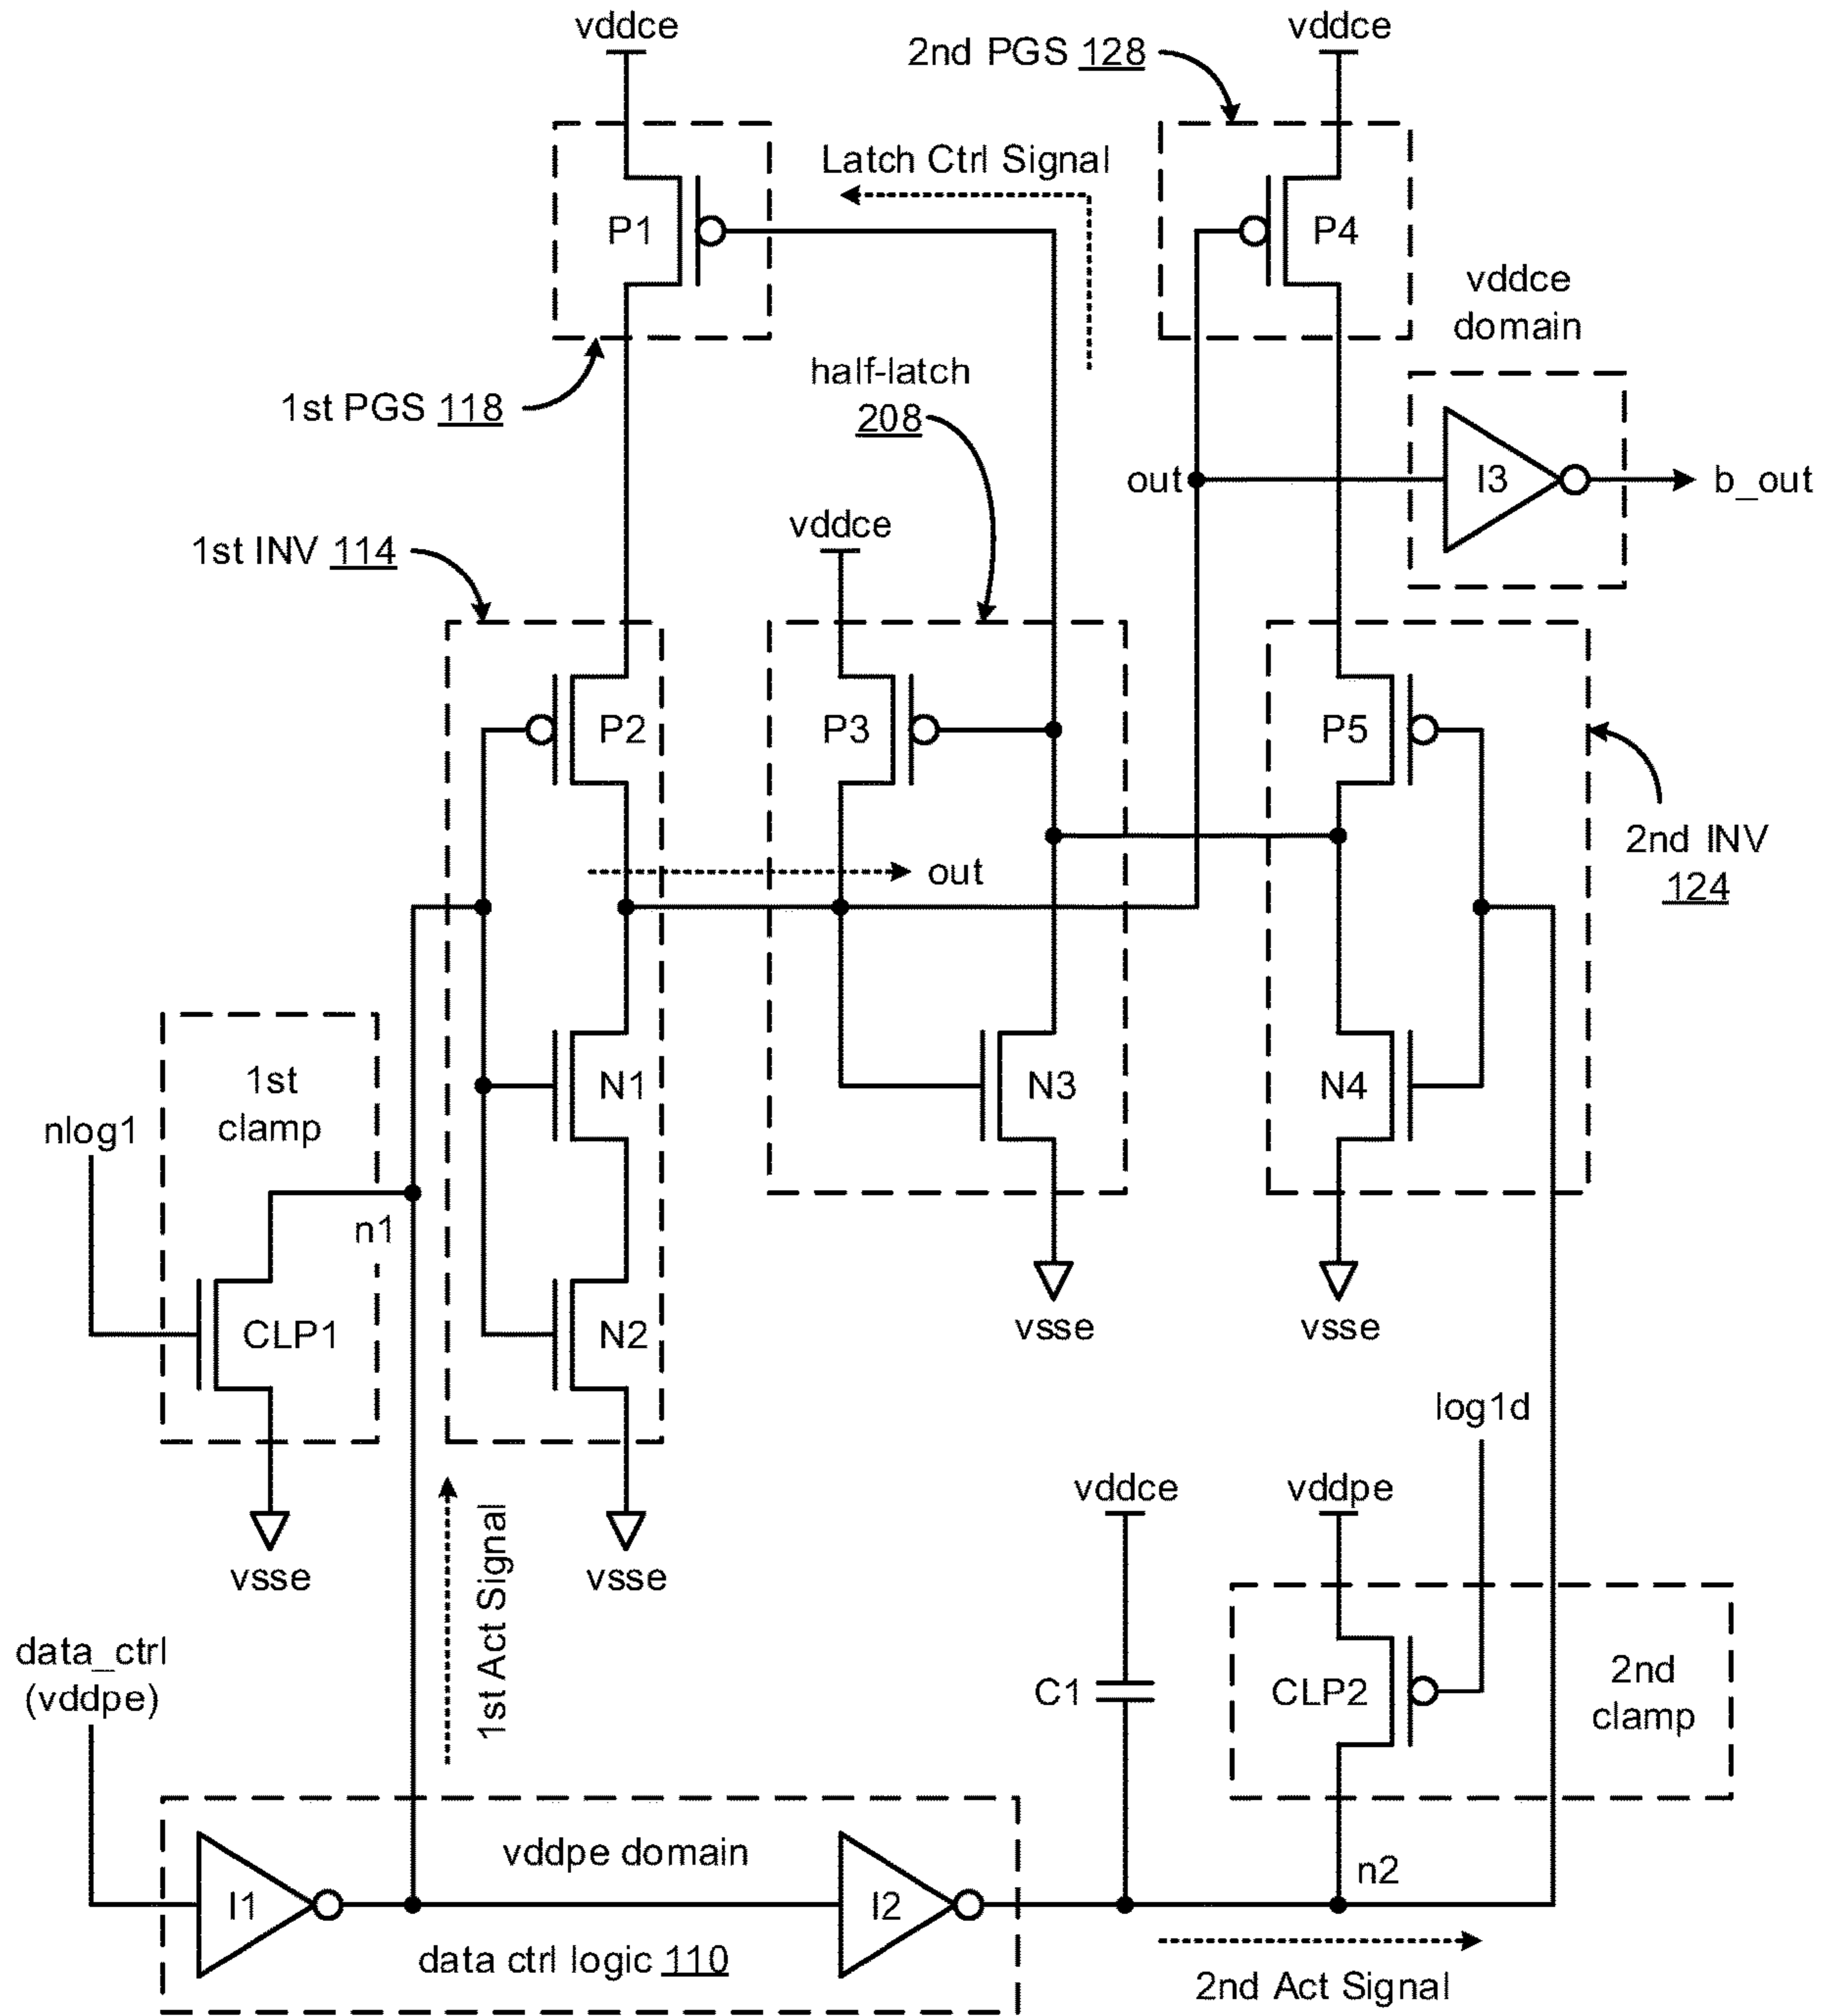 vddce
2nd PGS 128
vddce
Latch Ctrl Signal
P1
P4
vddce
domain
half-latch
208
1st PGS 118
out
I3
b_out
vddce
1st INV 114
P2
P3
P5
2nd INV
124
out
1st
clamp
N1
N3
N4
nlog1
n1
CLP1
N2
vsse
vsse
log1d
vddce
vddpe
vsse
vsse
1st Act Signal
data_ctrl
(vddpe)
C1
CLP2
2nd
clamp
vddpe domain
n2
I1
I2
data ctrl logic 110
2nd Act Signal